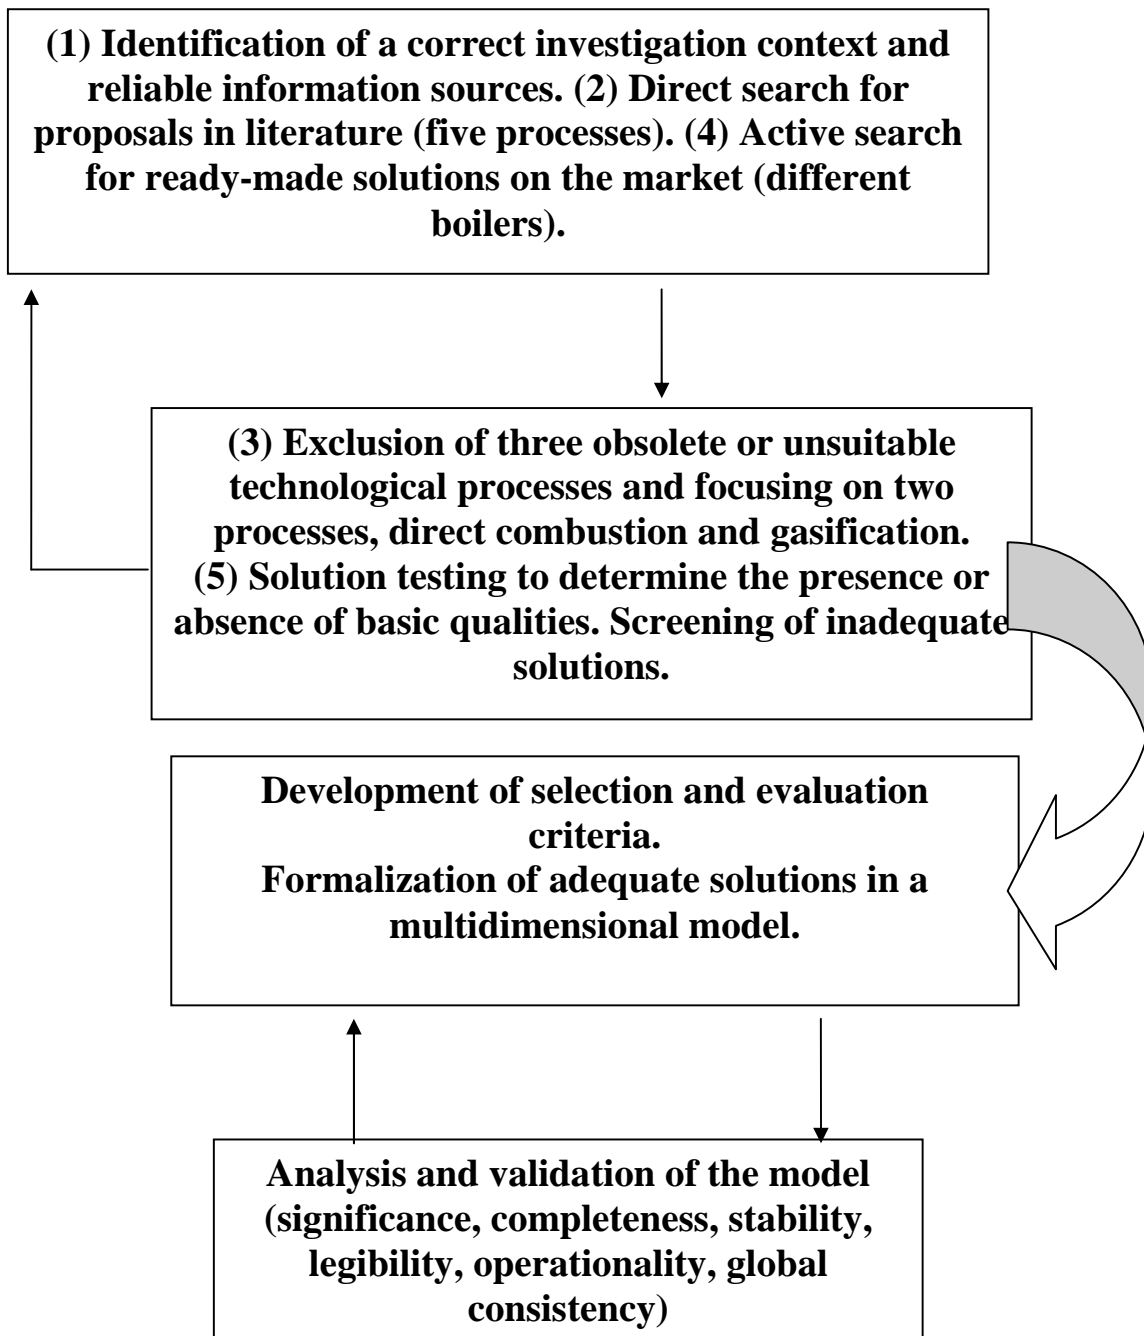 (1) Identification of a correct investigation context and
reliable information sources. (2) Direct search for
proposals in literature (five processes). (4) Active search
for ready-made solutions on the market (different
boilers).
(3) Exclusion of three obsolete or unsuitable
technological processes and focusing on two
processes, direct combustion and gasification.
(5) Solution testing to determine the presence or
absence of basic qualities. Screening of inadequate
solutions.
Development of selection and evaluation
criteria.
Formalization of adequate solutions in a
multidimensional model.
Analysis and validation of the model
(significance, completeness, stability,
legibility, operationality, global
consistency)